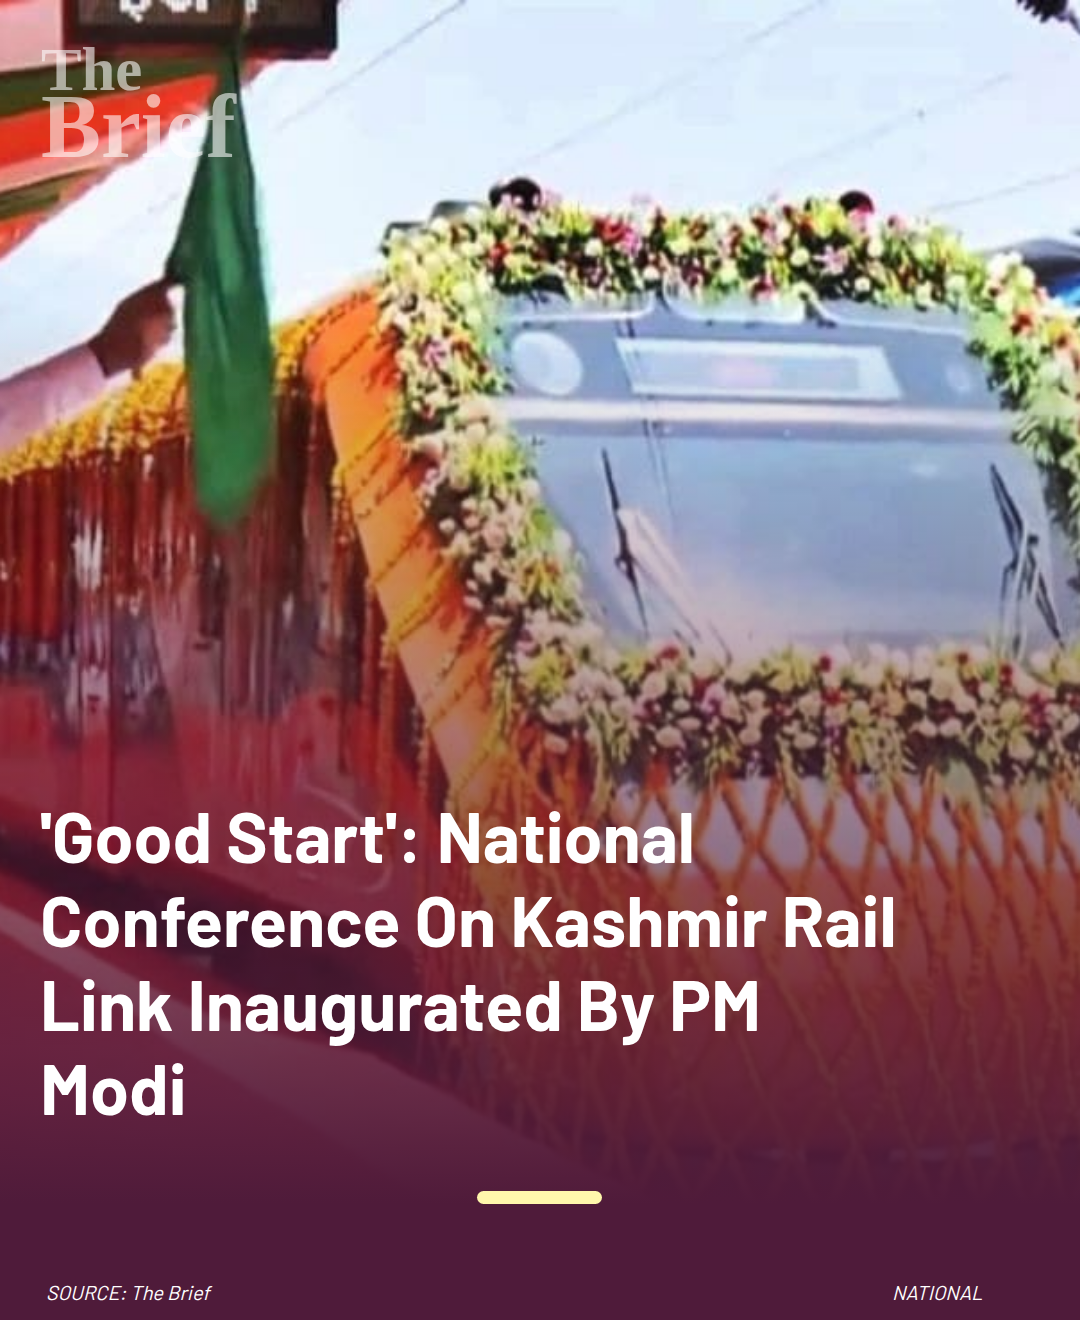 The
Brief
'Good Start': National
Conference On Kashmir Rail
Link Inaugurated By PM
Modi
SOURCE: The Brief
NATIONAL